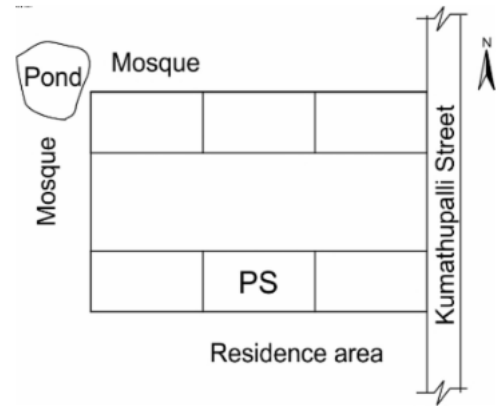 Pond
Mosque
N
Mosque
Kumathupalli Street
PS
Residence area